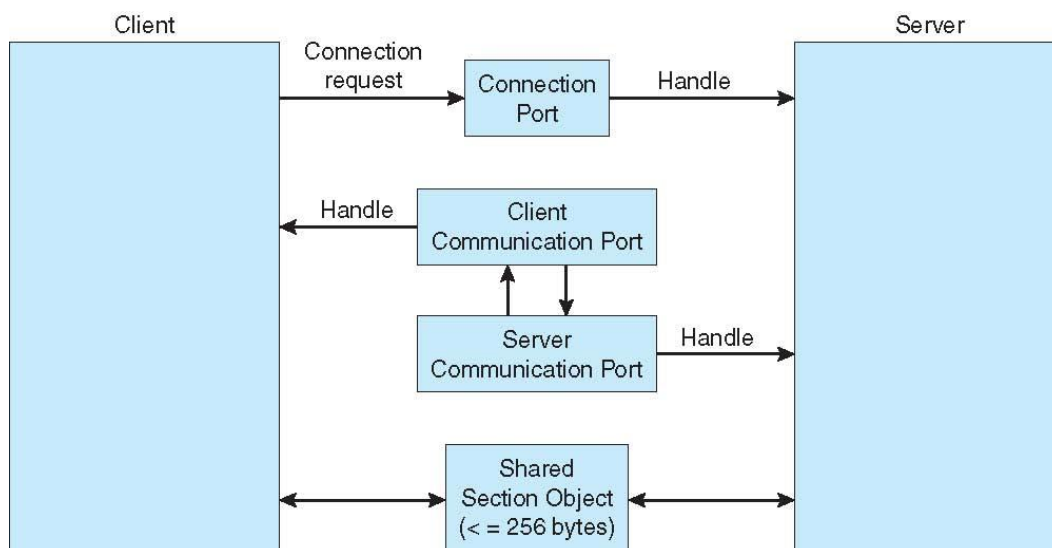 Client
Server
Connection
request
Connection
Port
Handle
Handle
Client
Communication Port
Server
Communication Port
Handle
Shared
Section Object
(< = 256 bytes)